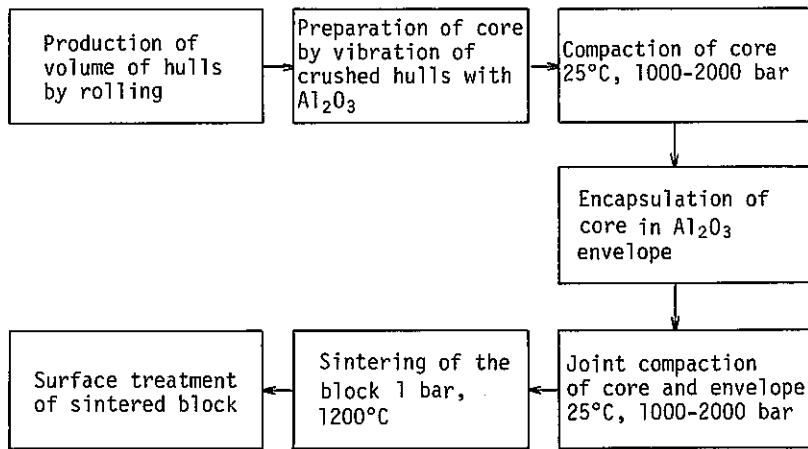 Production of
volume of hulls
by rolling
Preparation of core
by vibration of
crushed hulls with
Al₂O₃
Compaction of core
25°C, 1000-2000 bar
Encapsulation of
core in Al₂O₃
envelope
Joint compaction
of core and envelope
25°C, 1000-2000 bar
Sintering of the
block 1 bar,
1200°C
Surface treatment
of sintered block